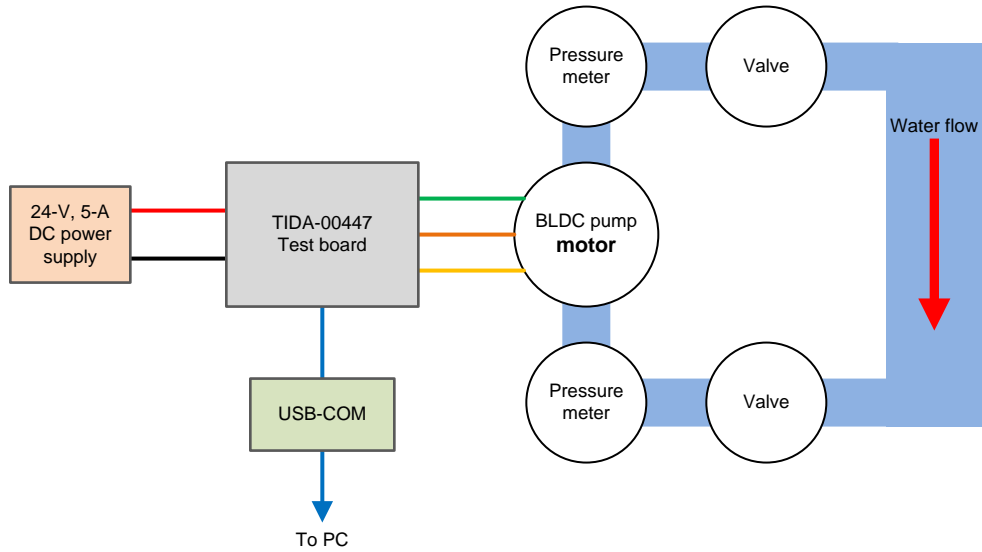 Pressure
meter
Valve
Water flow
24-V, 5-A
DC power
supply
TIDA-00447
Test board
BLDC pump
motor
Pressure
meter
Valve
USB-COM
To PC